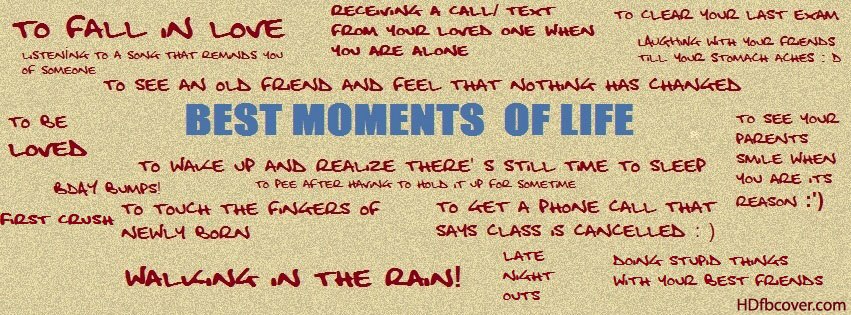 TO FALL IN LOVE
LISTENING TO A SONG THAT REMINDS YOU
OF SOMEONE
RECEIVING A CALL/ TEXT
FROM YOUR LOVED ONE WHEN
YOU ARE ALONE
TO CLEAR YOUR LAST EXAM
LAUGHING WITH YOUR FRIENDS
TILL YOUR STOMACH ACHES : D
TO SEE AN OLD FRIEND AND FEEL THAT NOTHING HAS CHANGED
BEST MOMENTS OF LIFE
TO BE
LOVED
TO SEE YOUR
PARENTS
SMILE WHEN
YOU ARE ITS
REASON :')
TO WAKE UP AND REALIZE THERE' S STILL TIME TO SLEEP
BDAY BUMPS!
TO PEE AFTER HAVING TO HOLD IT UP FOR SOMETIME
FIRST CRUSH
TO TOUCH THE FINGERS OF
NEWLY BORN
TO GET A PHONE CALL THAT
SAYS CLASS IS CANCELLED : )
WALKING IN THE RAIN!
LATE
NIGHT
OUTS
DOING STUPID THINGS
WITH YOUR BEST FRIENDS
HDfbcover.com